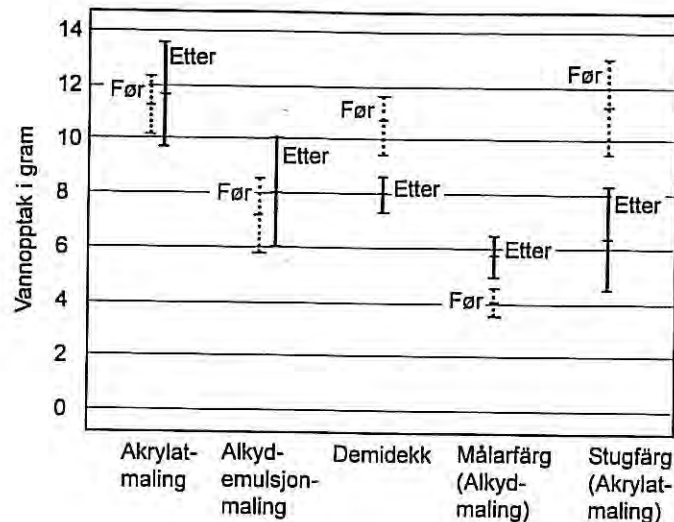 Vannopptak i gram
14
12
10
8
6
4
2
0
Før
Etter
Før
Etter
Før
Etter
Etter
Før
Før
Etter
Akrylat-
maling
Alkyd-
emulsjon-
maling
Demidekk
Målarfärg
(Alkyd-
maling)
Stugfärg
(Akrylat-
maling)